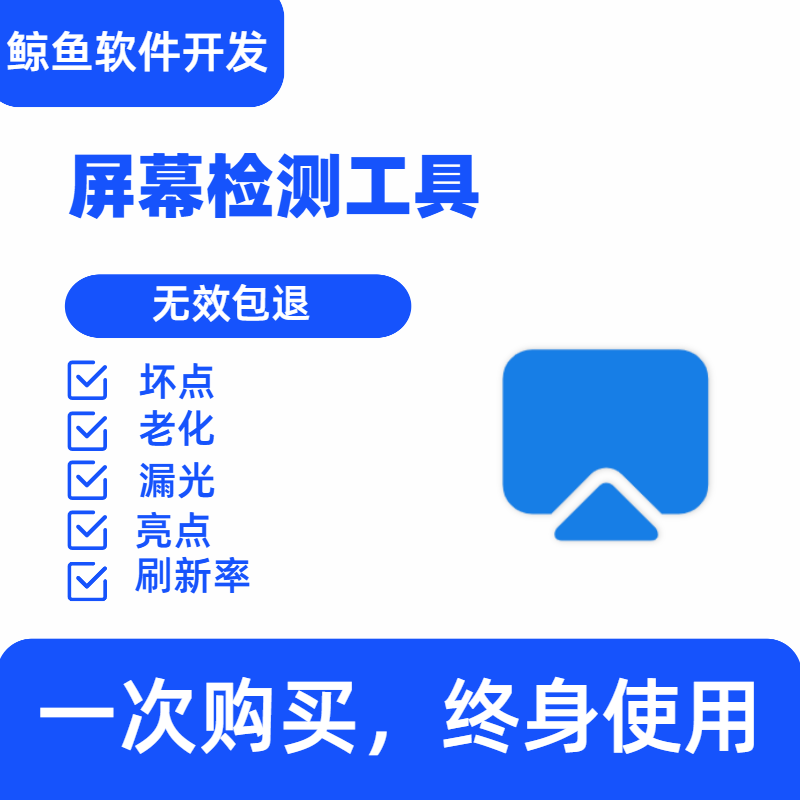 鲸鱼软件开发
屏幕检测工具
无效包退
坏点
老化
漏光
亮点
刷新率
一次购买，终身使用